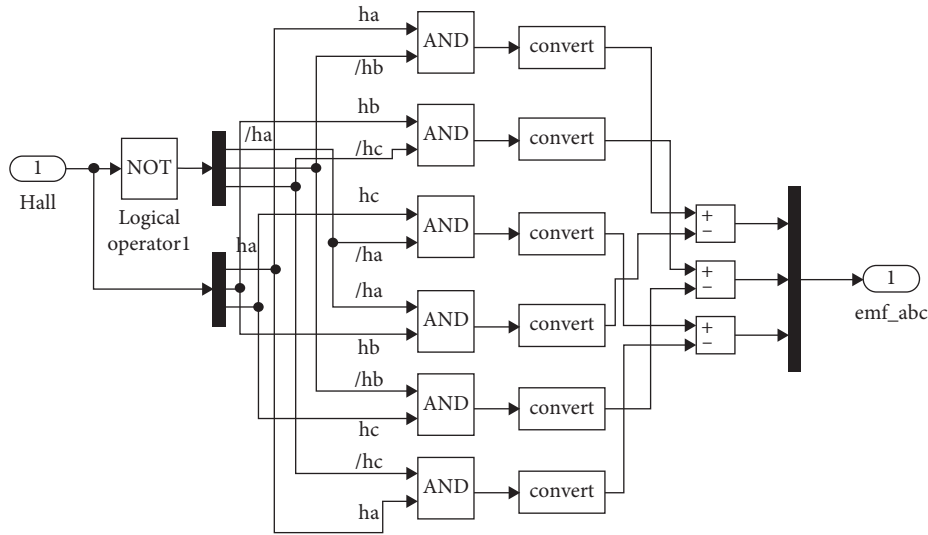 ha
AND
convert
/hb
hb
/ha
AND
convert
/hc
1
NOT
Hall
hc
Logical
operator1
AND
convert
+
−
ha
/ha
+
−
1
/ha
emf_abc
AND
convert
+
−
hb
/hb
AND
convert
hc
/hc
AND
convert
ha